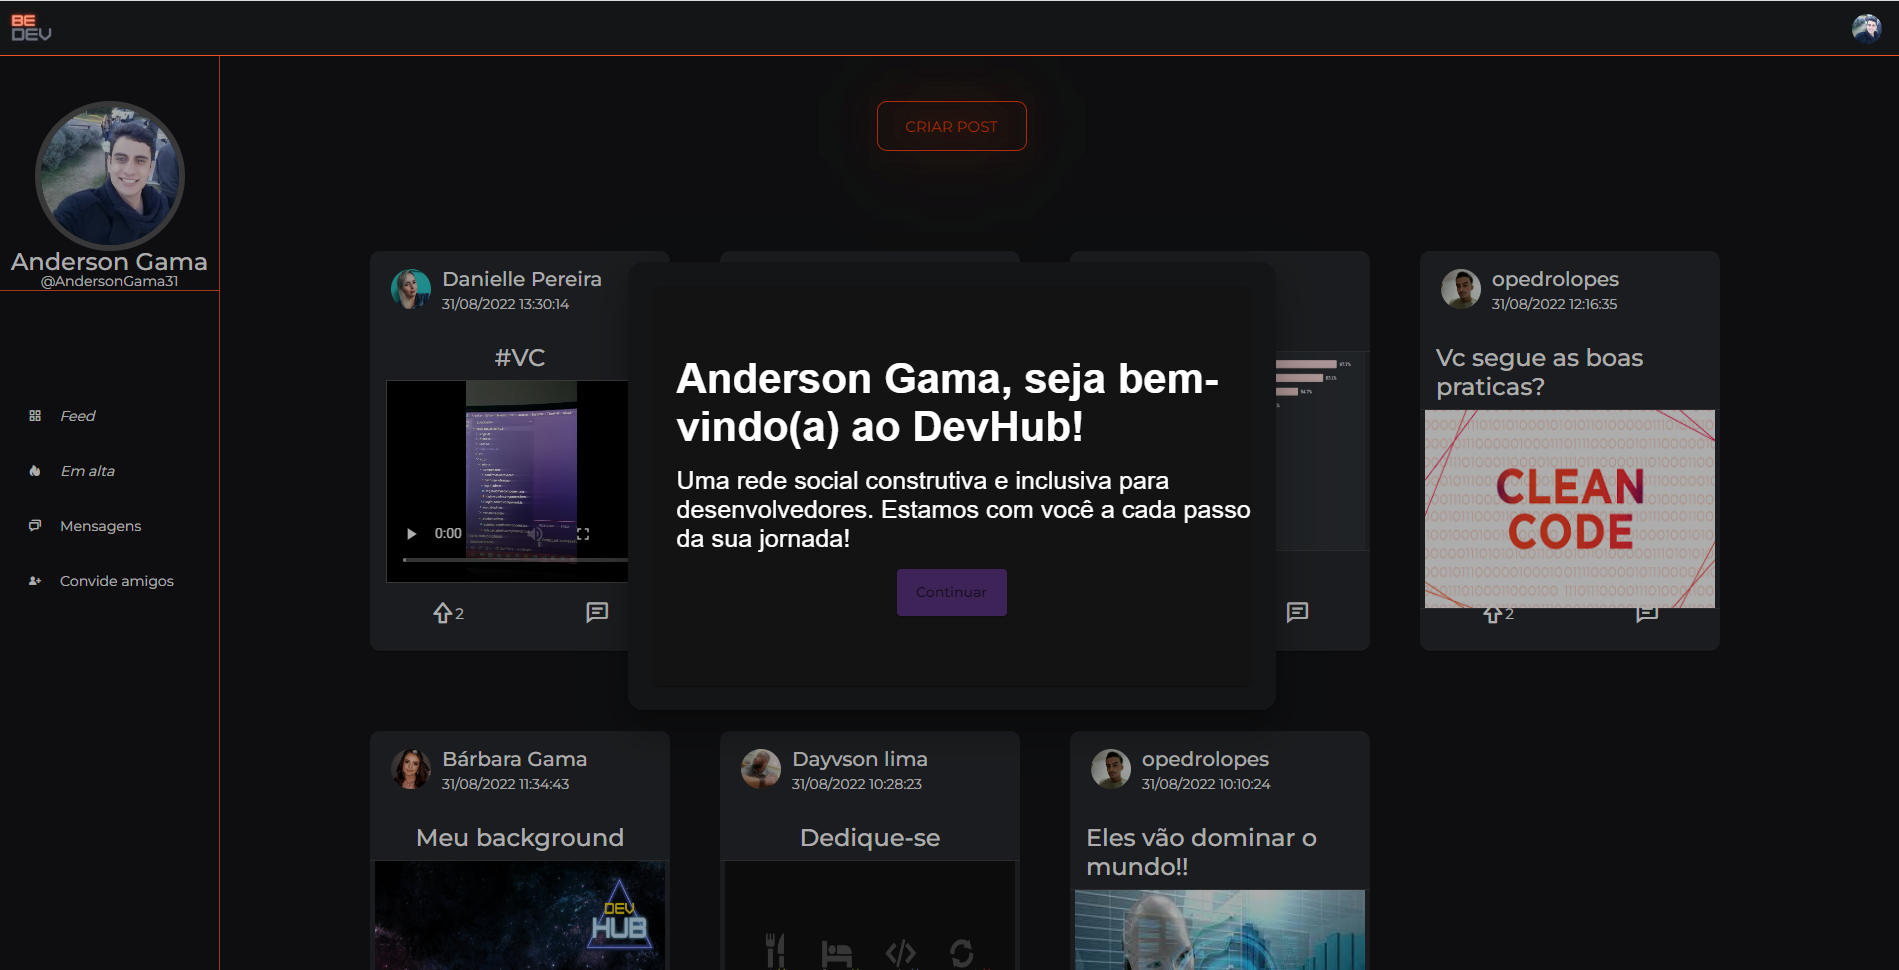 BE
DEV
CRIAR POST
Anderson Gama
@AndersonGama31
Feed
Em alta
Mensagens
Convide amigos
Danielle Pereira
31/08/2022 13:30:14
#VC
0:00
2
Anderson Gama, seja bem-
vindo(a) ao DevHub!
Uma rede social construtiva e inclusiva para
desenvolvedores. Estamos com você a cada passo
da sua jornada!
Continuar
opedrolopes
31/08/2022 12:16:35
Vc segue as boas
praticas?
CLEAN
CODE
2
Bárbara Gama
31/08/2022 11:34:43
Meu background
DEV
HUB
Dayvson lima
31/08/2022 10:28:23
Dedique-se
opedrolopes
31/08/2022 10:10:24
Eles vão dominar o
mundo!!